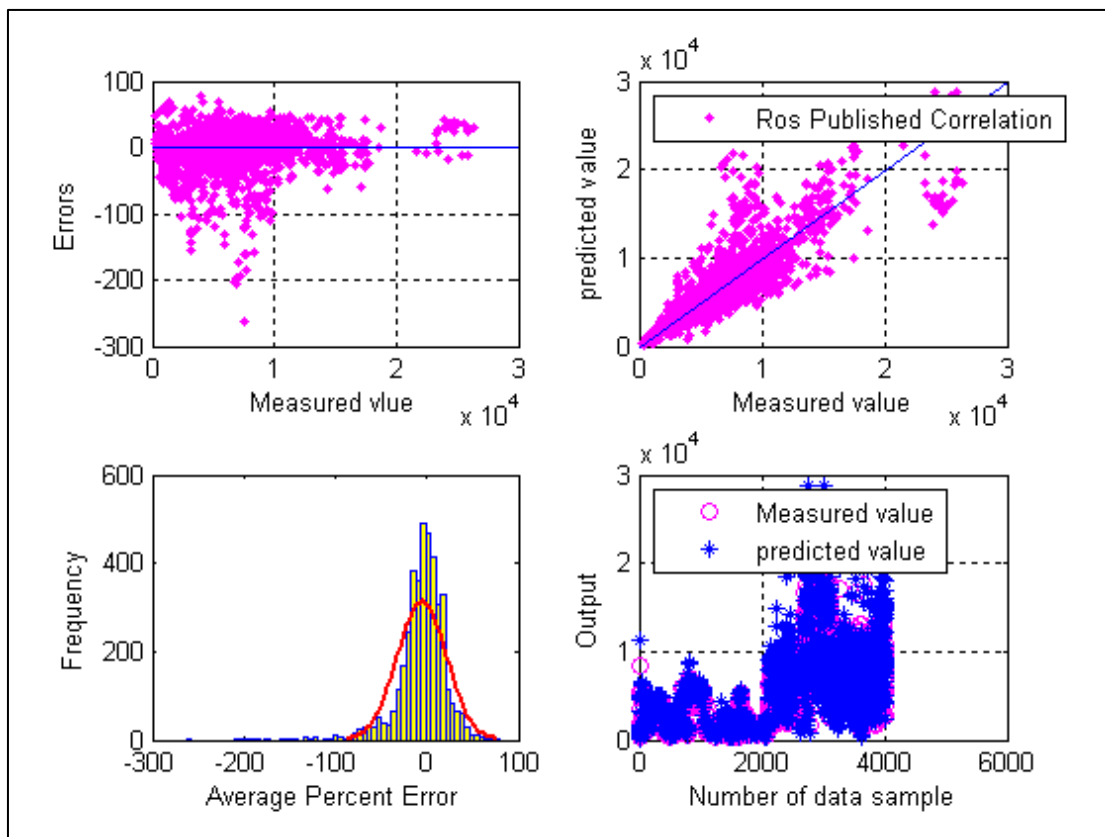 100
0
-100
-200
-300
Errors
0
1
2
3
Measured vlue
x 10^4
x 10^4
3
2
1
0
predicted value
Ros Published Correlation
0
1
2
3
Measured value
x 10^4
600
400
200
0
Frequency
-300
-200
-100
0
100
Average Percent Error
x 10^4
3
2
1
0
Output
Measured value
predicted value
0
2000
4000
6000
Number of data sample